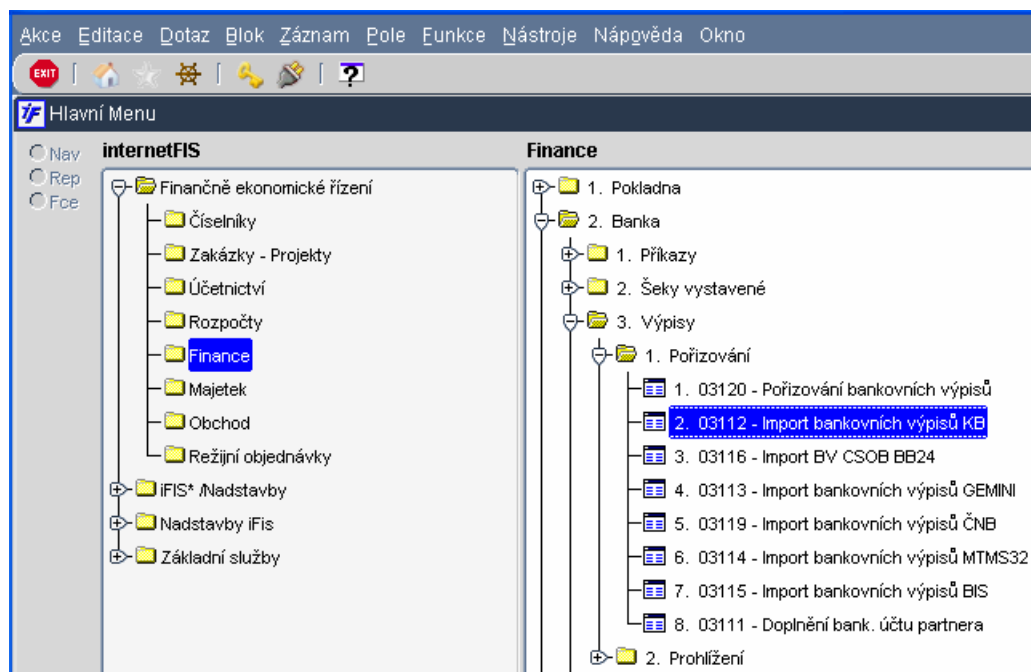 Akce Editace Dotaz Blok Záznam Pole Funkce Nástroje Nápověda Okno
EXIT
iF Hlavní Menu
Nav
Rep
Fce
internetFIS
Finančně ekonomické řízení
Číselníky
Zakázky - Projekty
Účetnictví
Rozpočty
Finance
Majetek
Obchod
Režijní objednávky
iFIS* /Nadstavby
Nadstavby iFis
Základní služby
Finance
1. Pokladna
2. Banka
1. Příkazy
2. Šeky vystavené
3. Výpisy
1. Pořizování
1. 03120 - Pořizování bankovních výpisů
2. 03112 - Import bankovních výpisů KB
3. 03116 - Import BV CSOB BB24
4. 03113 - Import bankovních výpisů GEMINI
5. 03119 - Import bankovních výpisů ČNB
6. 03114 - Import bankovních výpisů MTMS32
7. 03115 - Import bankovních výpisů BIS
8. 03111 - Doplnění bank. účtu partnera
2. Prohlížení